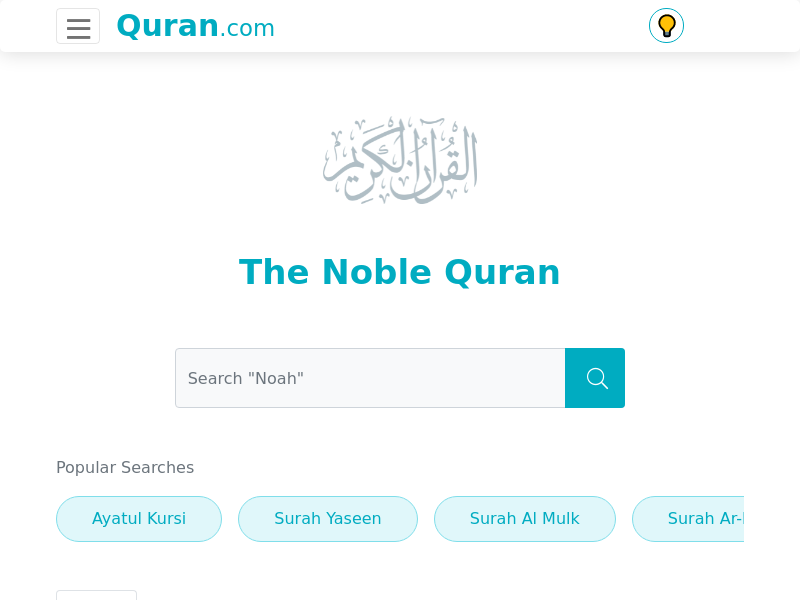 Quran.com
القرآن الكريم
The Noble Quran
Search "Noah"
Popular Searches
Ayatul Kursi
Surah Yaseen
Surah Al Mulk
Surah Ar-